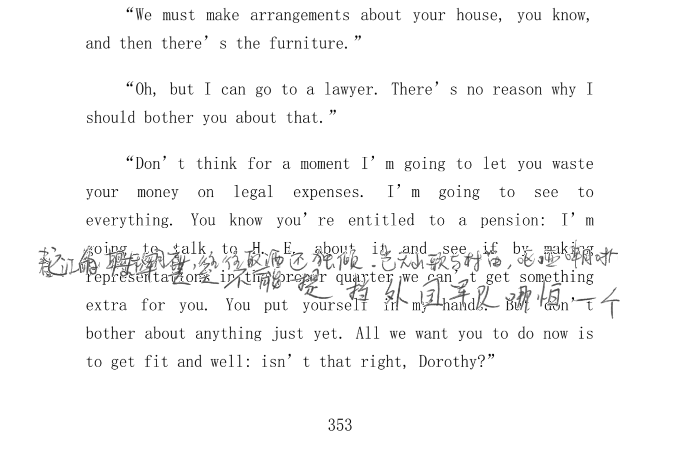 “We must make arrangements about your house, you know,
and then there’s the furniture.”
“Oh, but I can go to a lawyer. There’s no reason why I
should bother you about that.”
“Don’t think for a moment I’m going to let you waste
your money on legal expenses. I’m going to see to
everything. You know you’re entitled to a pension: I’m
going to talk to H. E. about it and see if by making
representations in the proper quarter we can’t get something
extra for you. You put yourself in my hands. But don’t
bother about anything just yet. All we want you to do now is
to get fit and well: isn’t that right, Dorothy?”
353